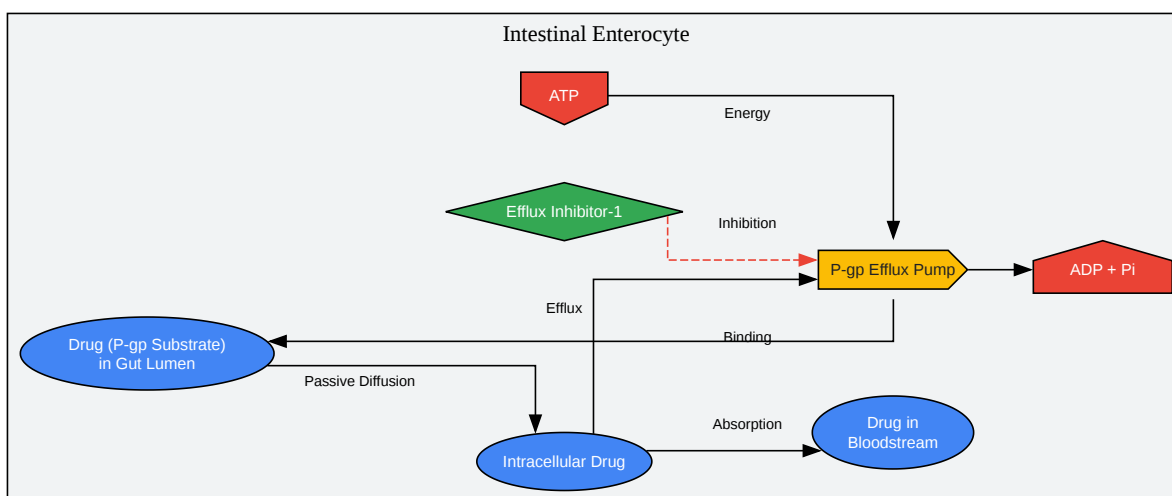 Intestinal Enterocyte
ATP
Energy
Efflux Inhibitor-1
Inhibition
P-gp Efflux Pump
ADP + Pi
Efflux
Drug (P-gp Substrate)
in Gut Lumen
Binding
Passive Diffusion
Absorption
Drug in
Bloodstream
Intracellular Drug